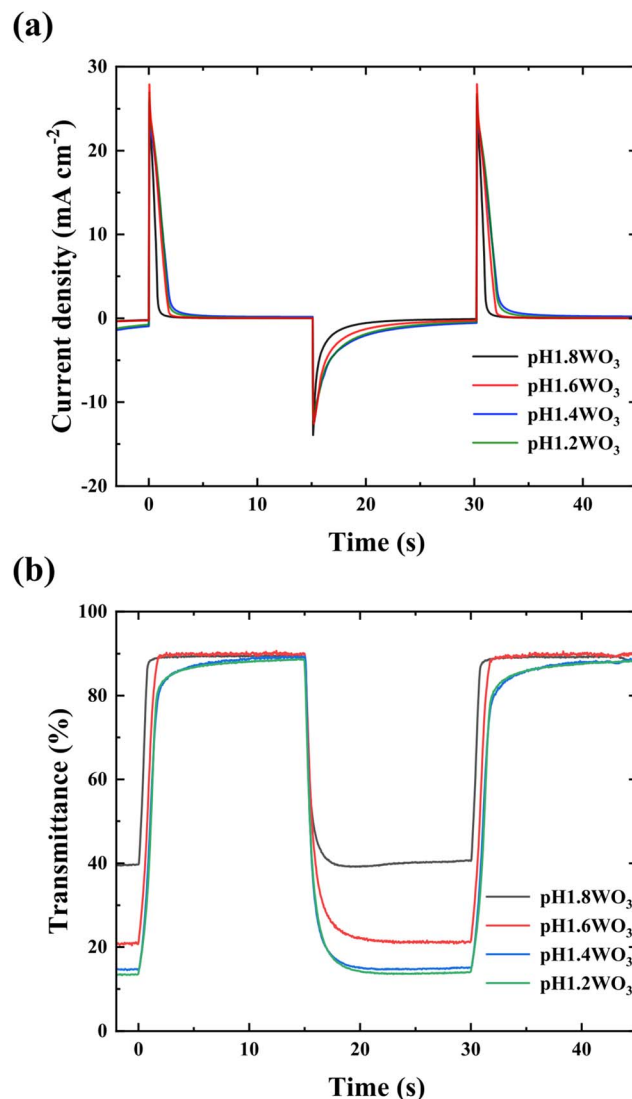 (a)
30
20
10
0
-10
-20
Current density (mA cm⁻²)
pH1.8WO₃
pH1.6WO₃
pH1.4WO₃
pH1.2WO₃
0 10 20 30 40
Time (s)
(b)
100
80
60
40
20
0
Transmittance (%)
pH1.8WO₃
pH1.6WO₃
pH1.4WO₃
pH1.2WO₃
0 10 20 30 40
Time (s)